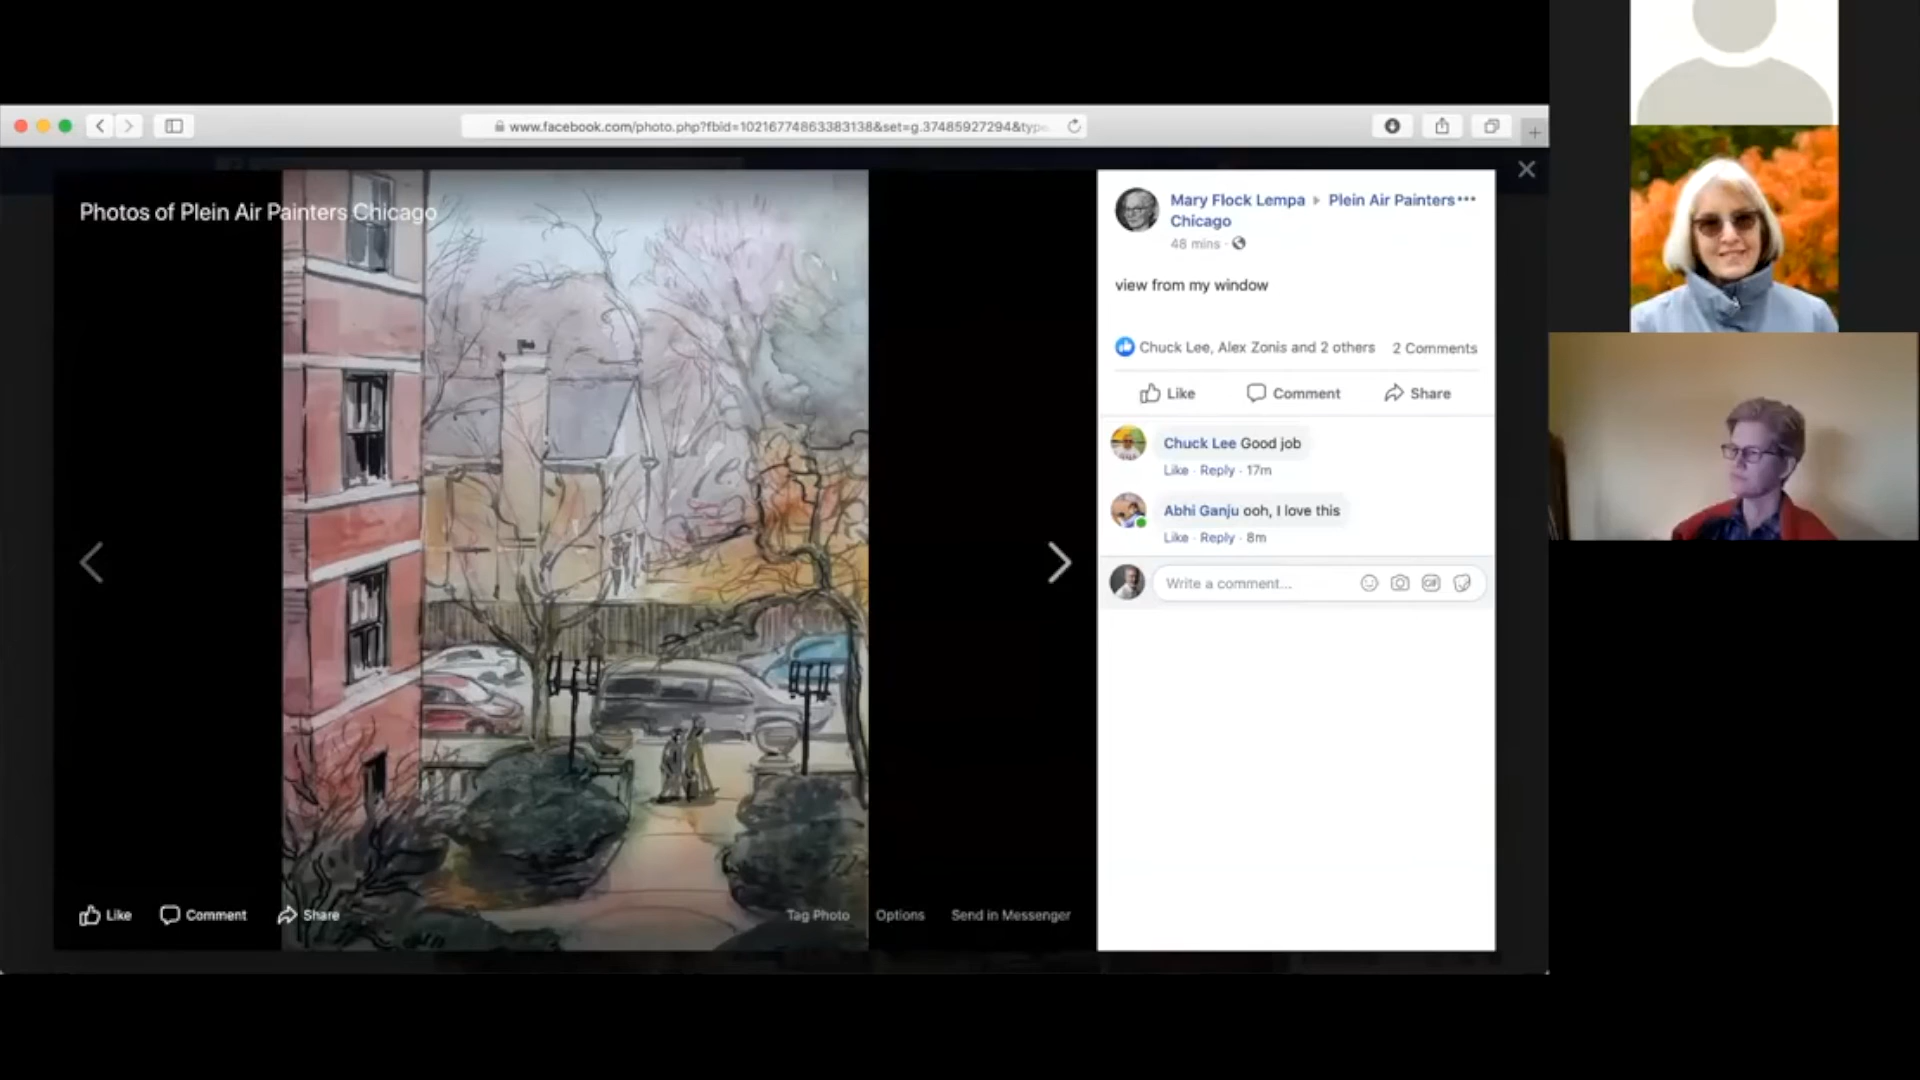 www.facebook.com/photo.php?fbid=10216774863383138&set=g.37485927294&type
Photos of Plein Air Painters Chicago
Mary Flock Lempa ▸ Plein Air Painters
Chicago
48 mins ·
view from my window
Chuck Lee, Alex Zonis and 2 others 2 Comments
Like Comment Share
Chuck Lee Good job
Like · Reply · 17m
Abhi Ganju ooh, I love this
Like · Reply · 8m
Write a comment...
GIF
Like Comment Share
Tag Photo Options Send in Messenger